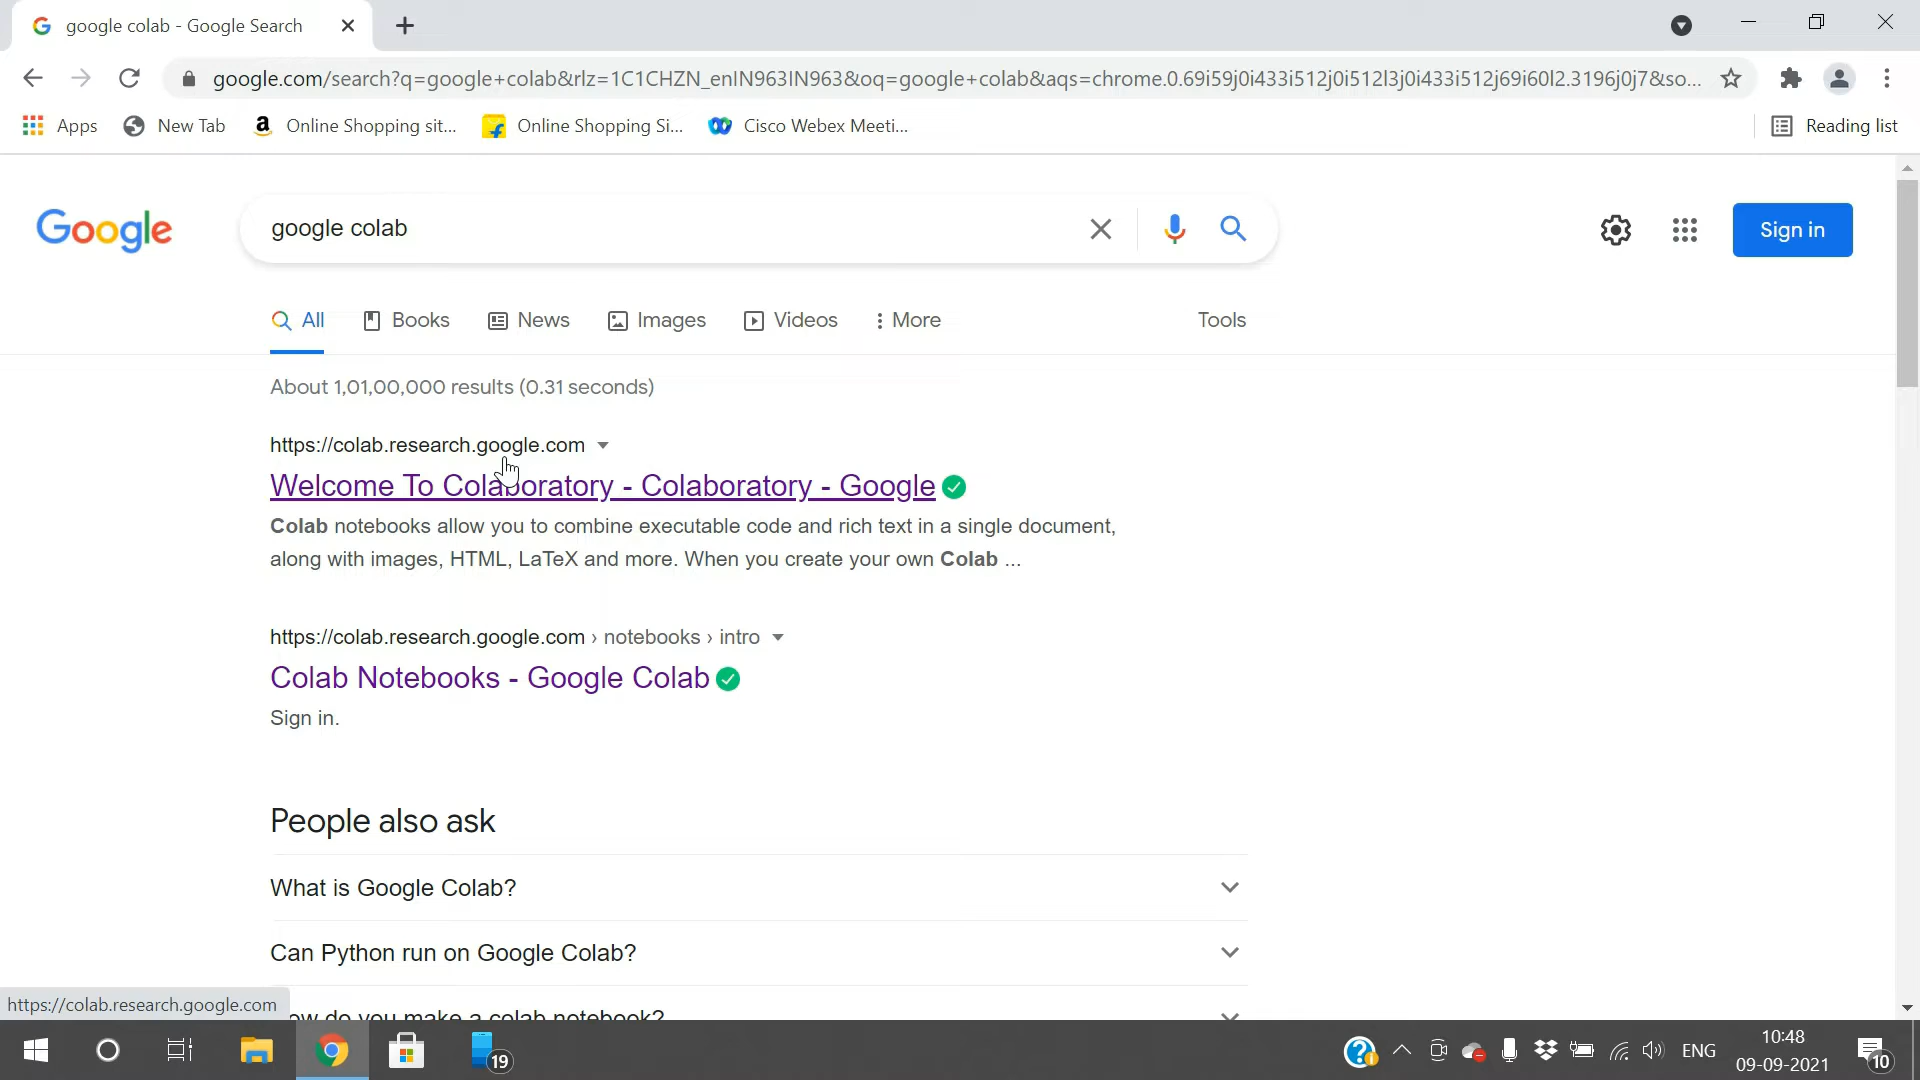 google colab - Google Search
google.com/search?q=google+colab&rlz=1C1CHZN_enIN963IN963&oq=google+colab&aqs=chrome.0.69i59j0i433i512j0i512l3j0i433i512j69i60l2.3196j0j7&so...
Apps New Tab Online Shopping sit... Online Shopping Si... Cisco Webex Meeti... Reading list
Google google colab Sign in
All Books News Images Videos More Tools
About 1,01,00,000 results (0.31 seconds)
https://colab.research.google.com
Welcome To Colaboratory - Colaboratory - Google
Colab notebooks allow you to combine executable code and rich text in a single document,
along with images, HTML, LaTeX and more. When you create your own Colab ...
https://colab.research.google.com › notebooks › intro
Colab Notebooks - Google Colab
Sign in.
People also ask
What is Google Colab?
Can Python run on Google Colab?
https://colab.research.google.com
ow do you make a colab notebook?
19 ENG 10:48 10
09-09-2021